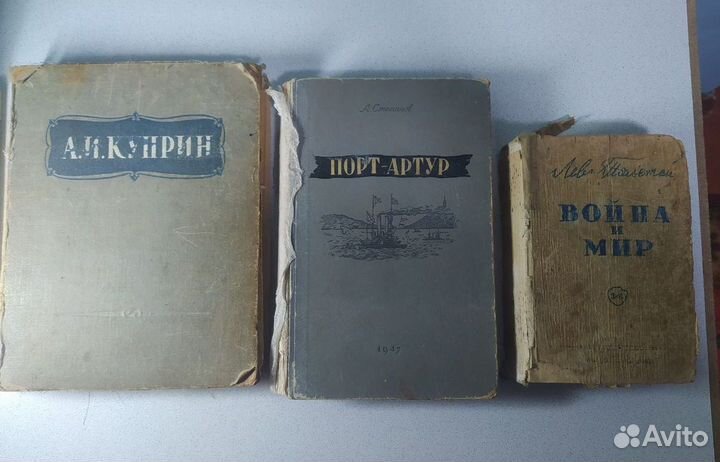 А.И.КУПРИН
А.Степанов
ПОРТ-АРТУР
1947
Лев Толстой
ВОЙНА
И
МИР
Avito